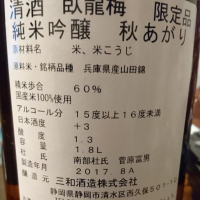 清酒 臥龍梅 限定品
純米吟醸 秋あがり
原材料名 米、米こうじ
原料米・銘柄品種 兵庫県産山田錦
精米歩合 60%
国産米100%使用
アルコール分 15度以上16度未満
日本酒度 +3
酸度 1.3
容量 1.8L
杜氏 南部杜氏 菅原富男
製造年月 2017.8A
三和酒造株式会社
静岡県静岡市清水区西久保501-